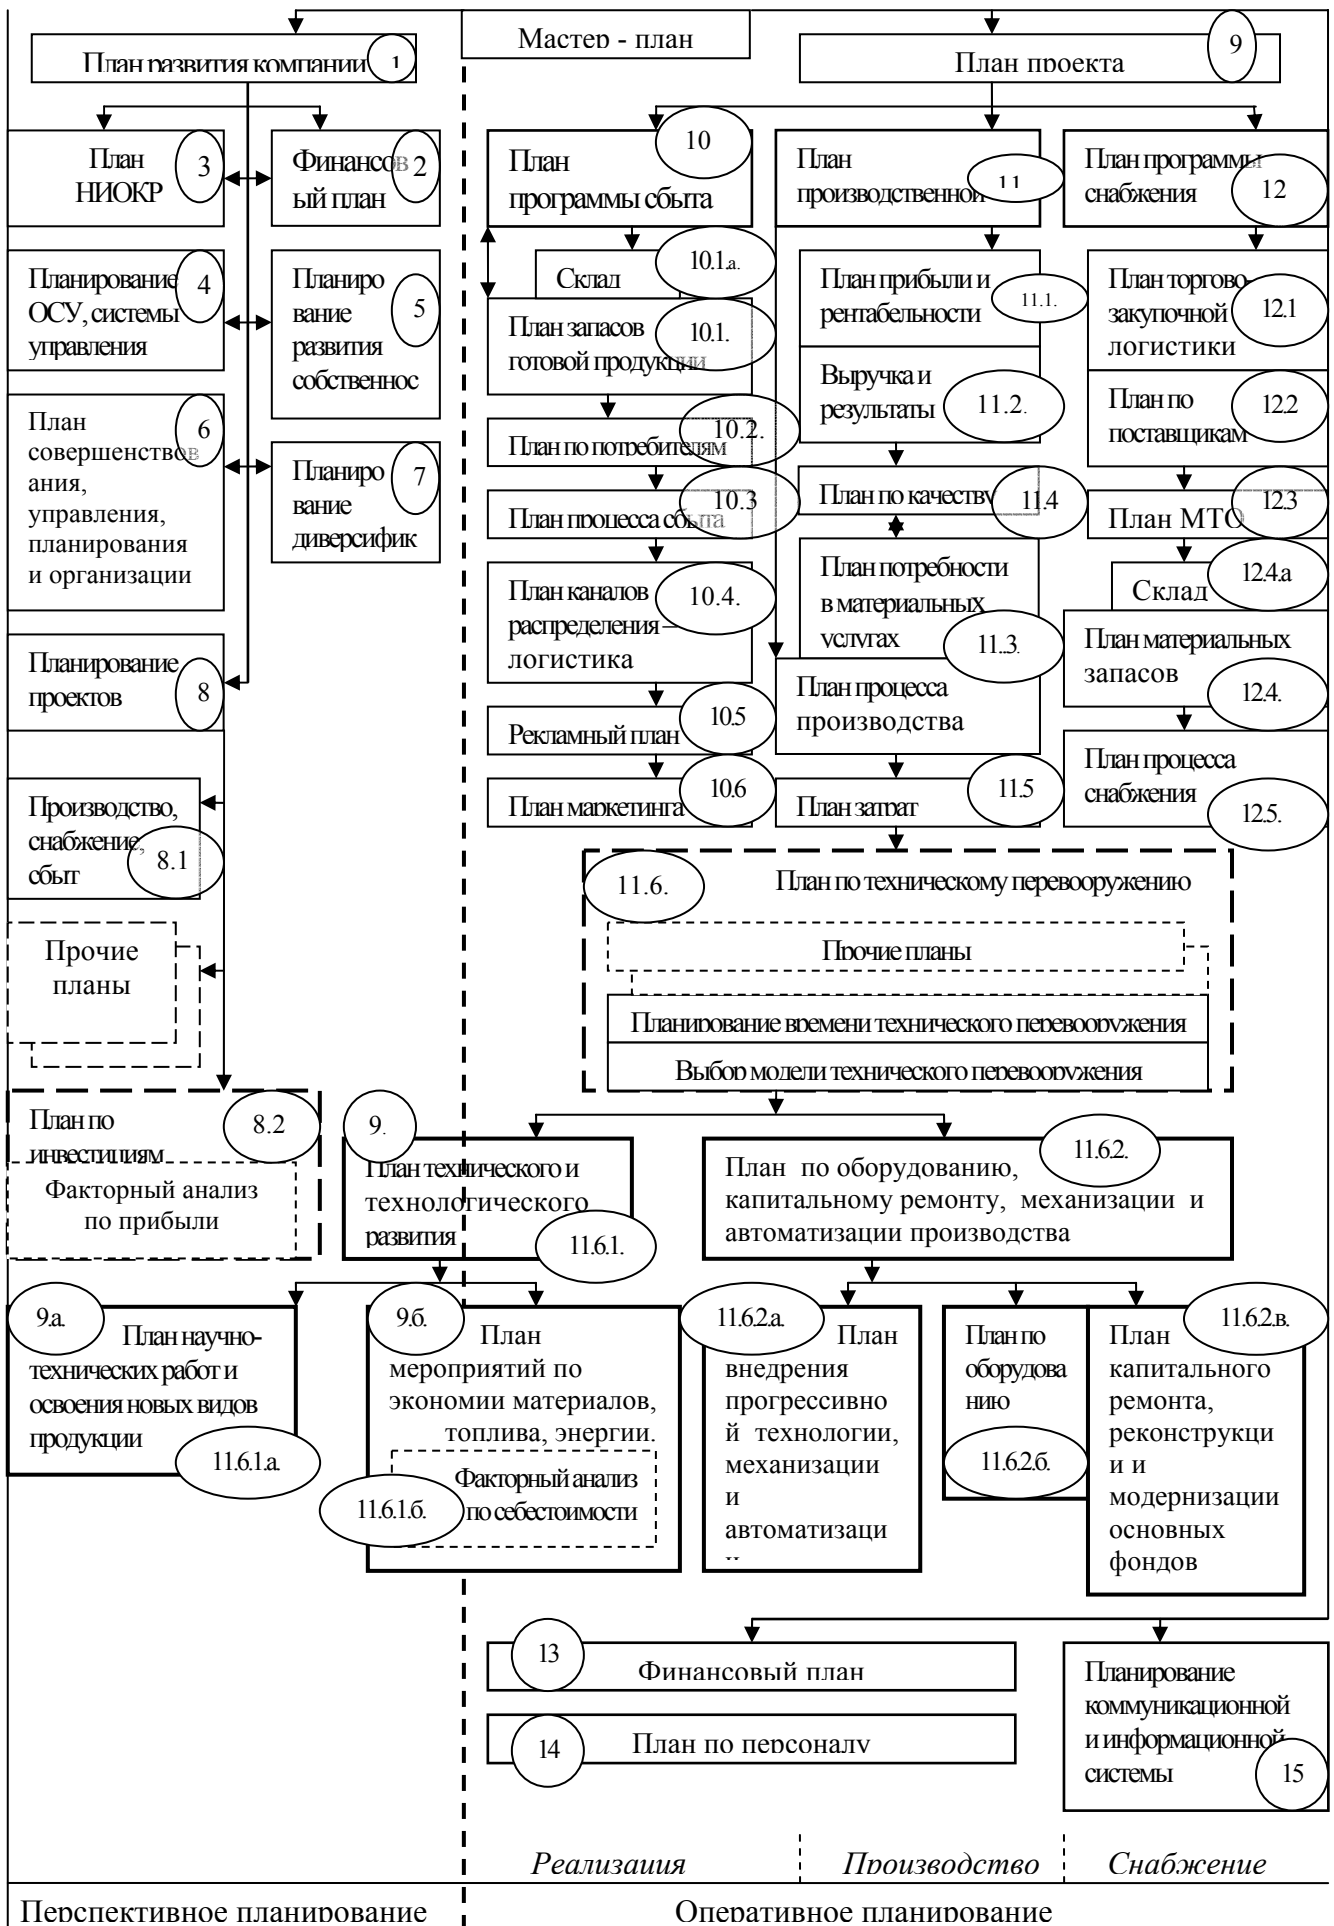 Мастер - план
План развития компании
1
План проекта
9
План
НИОКР
3
Финансов
ый план
2
Планирование
ОСУ, системы
управления
4
Планиро
вание
развития
собственнос
5
План
совершенствов
ания,
управления,
планирования
и организации
6
Планиро
вание
диверсифик
7
Планирование
проектов
8
Производство,
снабжение,
сбыт
8.1
Прочие
планы
План по
инвестициям
8.2
Факторный анализ
по прибыли
План
программы сбыта
10
Склад
10.1.а.
План запасов
готовой продукции
10.1.
План по потребителям
10.2.
План процесса сбыта
10.3
План каналов
распределения –
логистика
10.4.
Рекламный план
10.5
План маркетинга
10.6
План
производственной
11
План прибыли и
рентабельности
11.1.
Выручка и
результаты
11.2.
План по качеству
11.4
План потребности
в материальных
услугах
11..3.
План процесса
производства
План затрат
11.5
План программы
снабжения
12
План торгово-
закупочной
логистики
12.1
План по
поставщикам
12.2
План МТО
12.3
Склад
12.4.а
План материальных
запасов
12.4.
План процесса
снабжения
12.5.
11.6.
План по техническому перевооружению
Прочие планы
Планирование времени технического перевооружения
Выбор модели технического перевооружения
9.
План технического и
технологического
развития
11.6.1.
11.6.2.
План по оборудованию,
капитальному ремонту, механизации и
автоматизации производства
9.а.
План научно-
технических работ и
освоения новых видов
продукции
11.6.1.а.
9.б.
План
мероприятий по
экономии материалов,
топлива, энергии.
Факторный анализ
по себестоимости
11.6.1.б.
11.6.2.а.
План
внедрения
прогрессивно
й технологии,
механизации
и
автоматизаци
и
План по
оборудова
нию
11.6.2.б.
11.6.2.в.
План
капитального
ремонта,
реконструкци
и и
модернизации
основных
фондов
13
Финансовый план
14
План по персоналу
Планирование
коммуникационной
и информационной
системы
15
Реализация
Производство
Снабжение
Перспективное планирование
Оперативное планирование